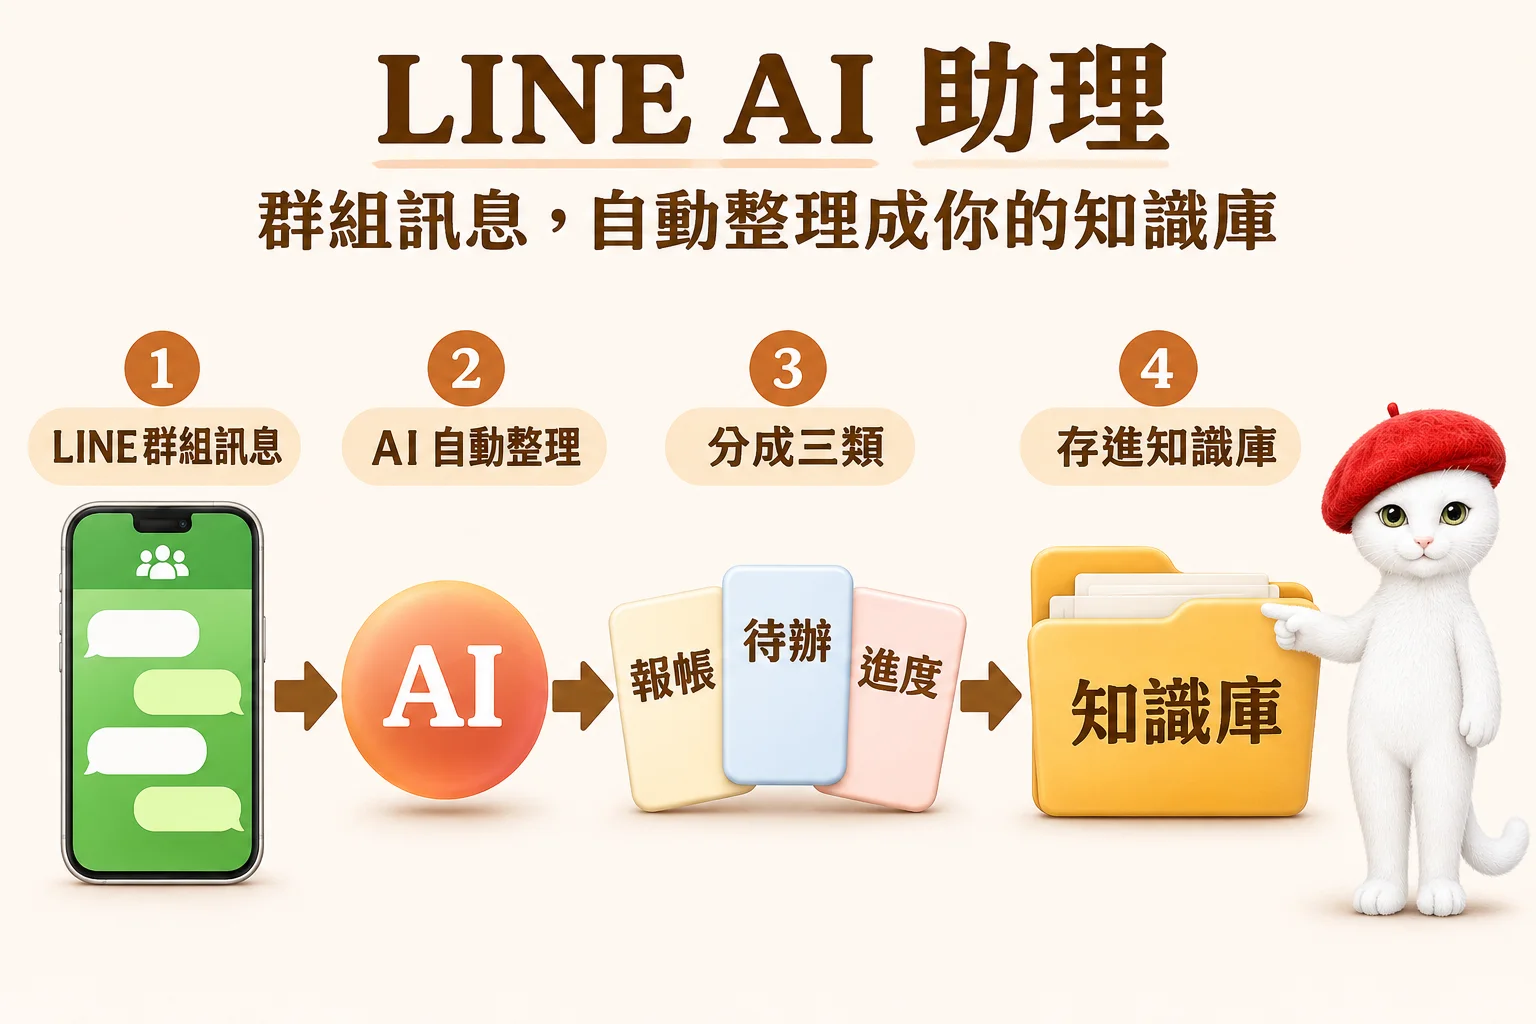 LINE AI 助理
群組訊息，自動整理成你的知識庫
1
LINE群組訊息
2
AI 自動整理
3
分成三類
4
存進知識庫
AI
報帳
待辦
進度
知識庫